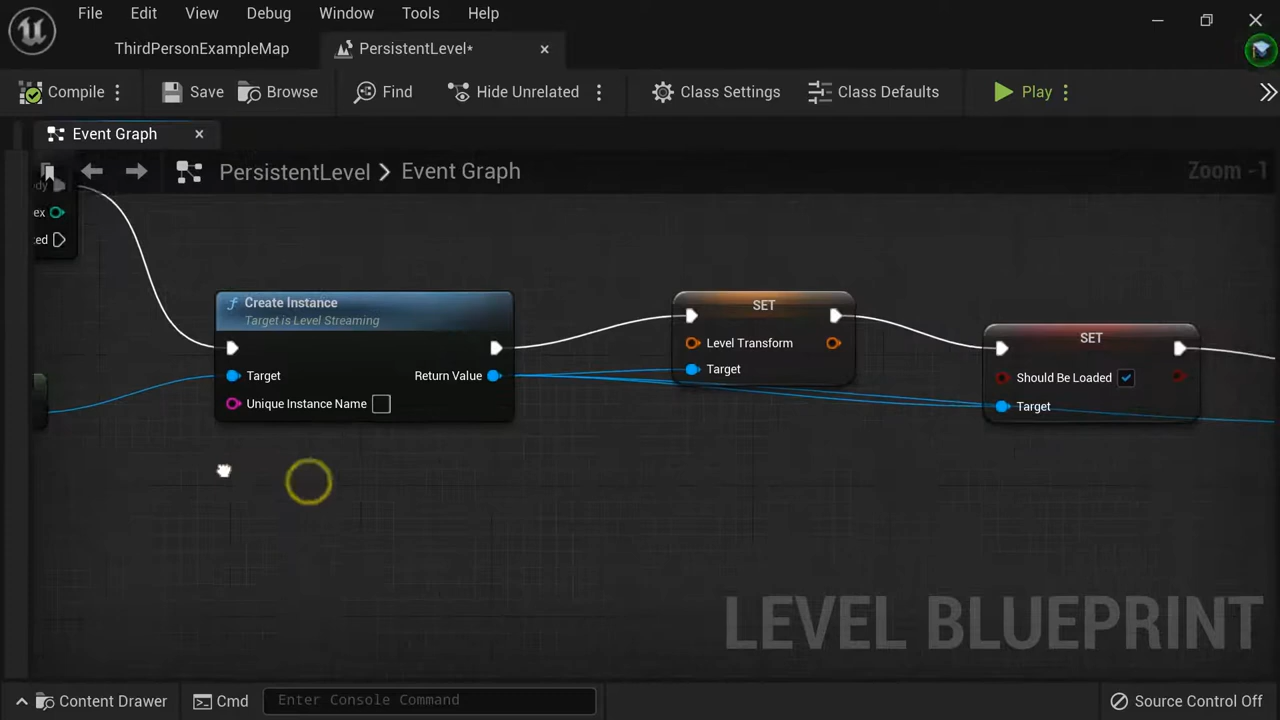 File Edit View Debug Window Tools Help
ThirdPersonExampleMap PersistentLevel*
Compile Save Browse Find Hide Unrelated Class Settings Class Defaults Play
Event Graph
PersistentLevel > Event Graph Zoom -1
ex
ted
Create Instance
Target is Level Streaming
Target Return Value
Unique Instance Name
SET
Level Transform
Target
SET
Should Be Loaded
Target
LEVEL BLUEPRINT
Content Drawer Cmd Enter Console Command Source Control Off